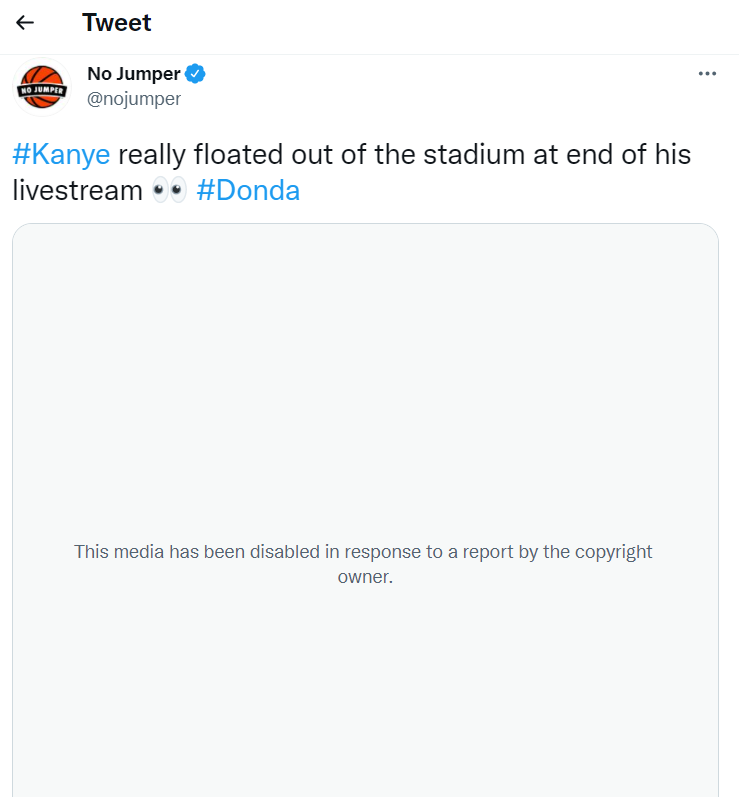 Tweet
No Jumper
NO JUMPER
@nojumper
#Kanye really floated out of the stadium at end of his
livestream 👀 #Donda
This media has been disabled in response to a report by the copyright
owner.